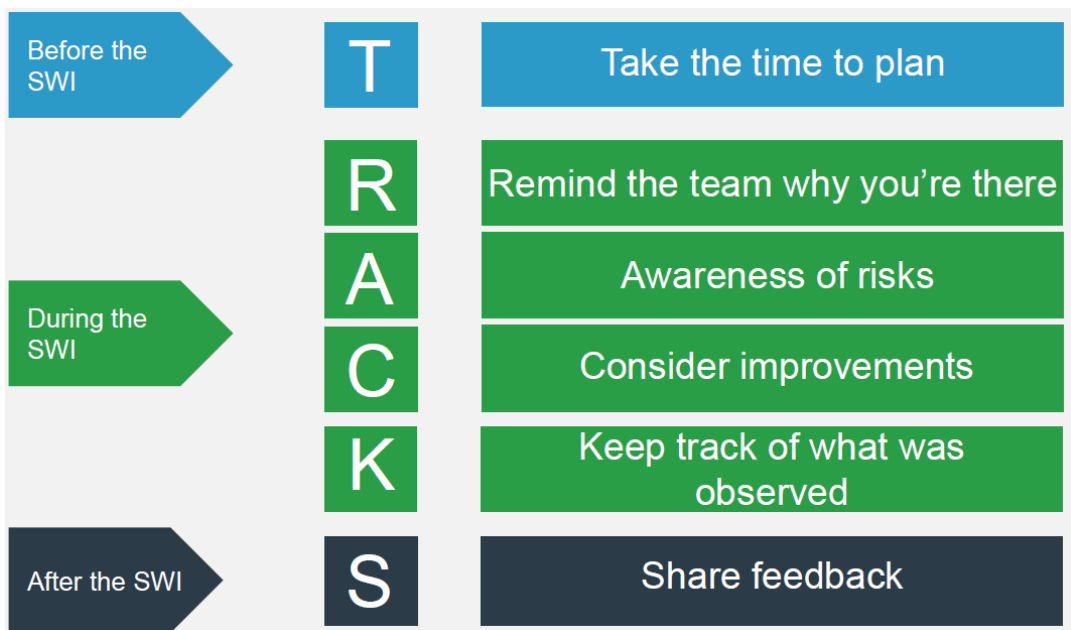 Before the
SWI
T
Take the time to plan
R
Remind the team why you're there
A
Awareness of risks
During the
SWI
C
Consider improvements
K
Keep track of what was
observed
After the SWI
S
Share feedback